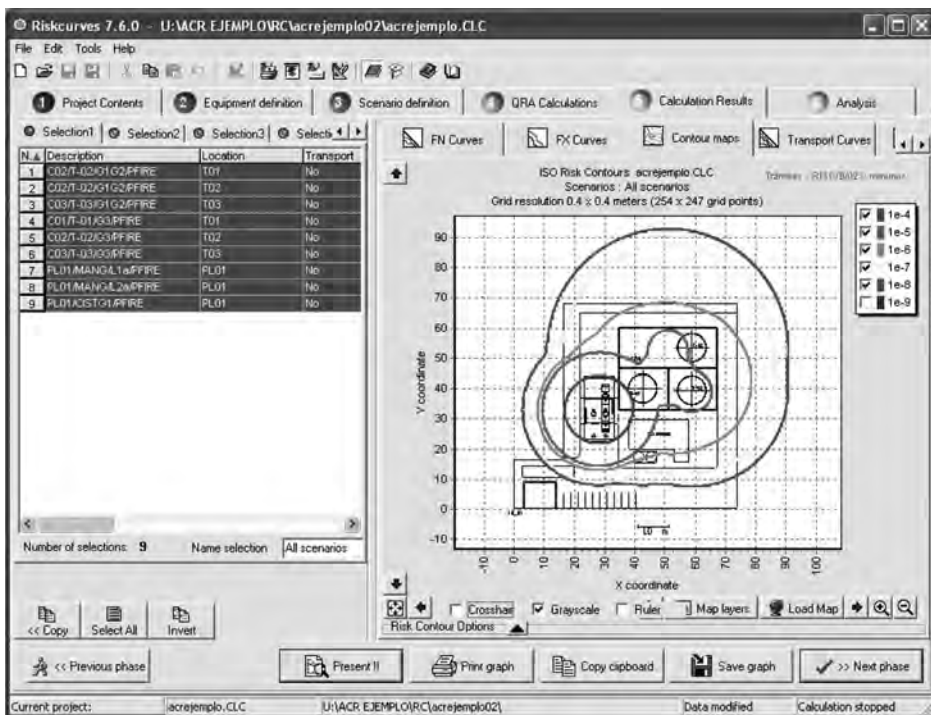 Riskcurves 7.6.0 - U:\ACR EJEMPLO\RC\acrejemplo02\acrejemplo.CLC
File Edit Tools Help
1 Project Contents 2 Equipment definition 3 Scenario definition QRA Calculations Calculation Results Analysis
Selection1 Selection2 Selection3 Selecti
FN Curves FX Curves Contour maps Transport Curves
N. Description Location Transport
1 C02/T-02/G1G2/PFIRE T01 No
2 C02/T-02/G1G2/PFIRE T02 No
3 C03/T-03/G1G2/PFIRE T03 No
4 C01/T-01/G3/PFIRE T01 No
5 C02/T-02/G3/PFIRE T02 No
6 C03/T-03/G3/PFIRE T03 No
7 PL01/MANG/L1a/PFIRE PL01 No
8 PL01/MANG/L2a/PFIRE PL01 No
9 PL01/CISTG1/PFIRE PL01 No
ISO Risk Contours acrejemplo.CLC
Scenarios : All scenarios
Grid resolution 0.4 x 0.4 meters (254 x 247 grid points)
1e-4
1e-5
1e-6
1e-7
1e-8
1e-9
Y coordinate
90
80
70
60
50
40
30
20
10
0
-10
-10 0 10 20 30 40 50 60 70 80 90 100
X coordinate
Number of selections: 9 Name selection All scenarios
Crosshair Grayscale Ruler Map layers Load Map
Risk Contour Options
<< Copy Select All Invert
<< Previous phase Present !! Print graph Copy clipboard Save graph >> Next phase
Current project: acrejemplo.CLC U:\ACR EJEMPLO\RC\acrejemplo02\ Data modified Calculation stopped